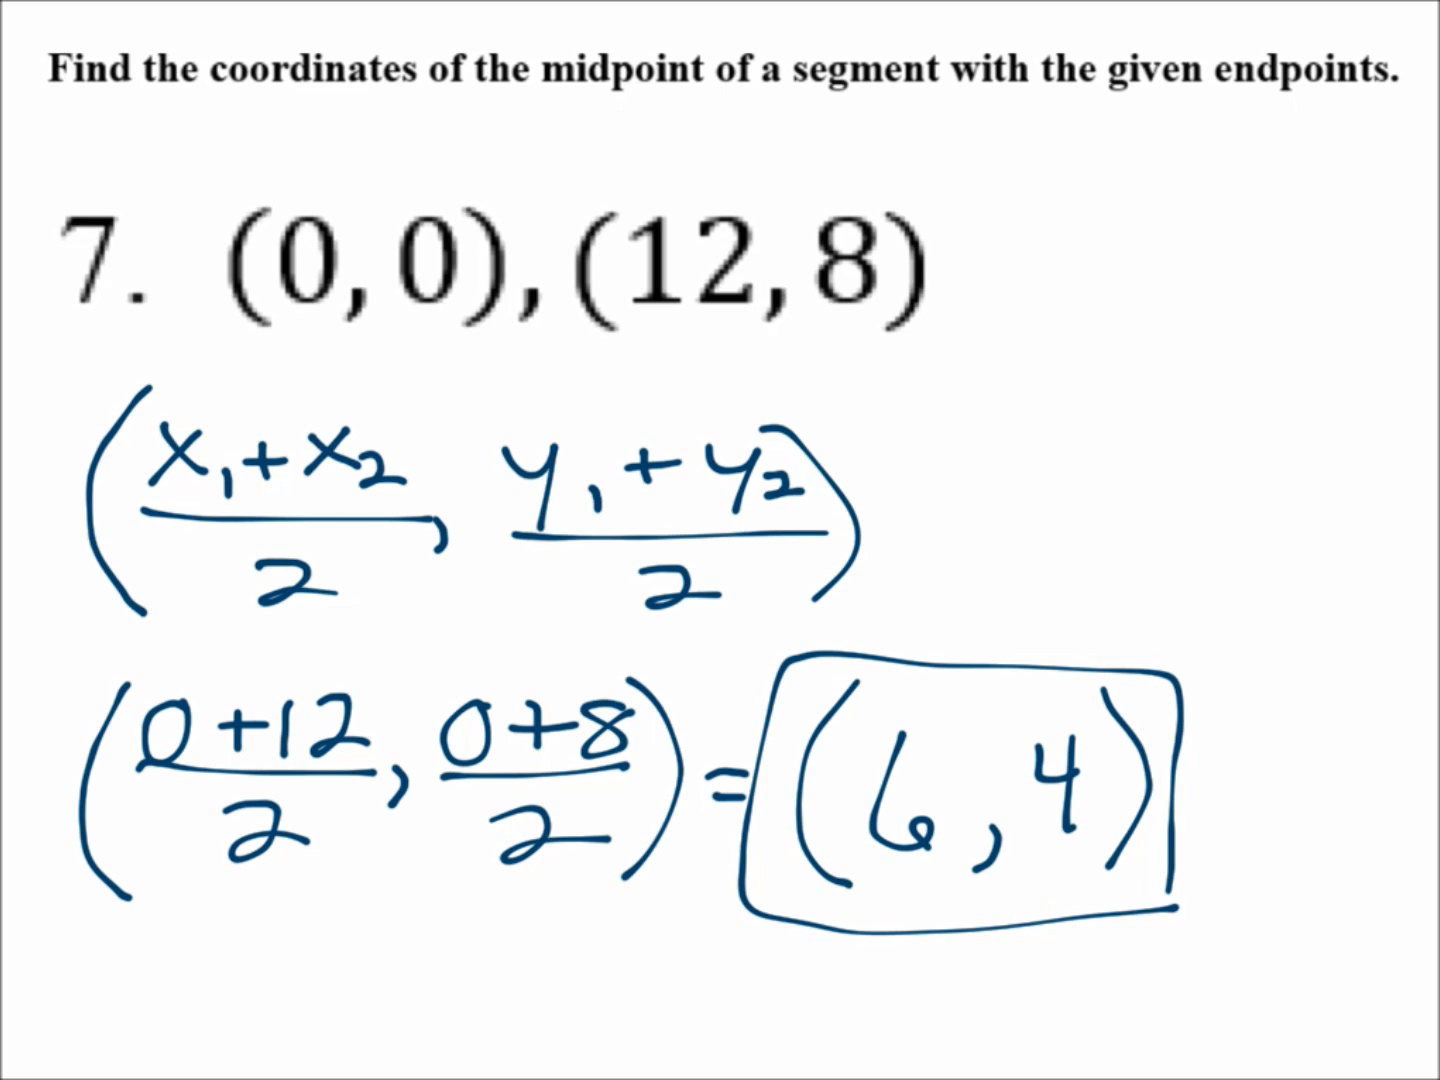 Find the coordinates of the midpoint of a segment with the given endpoints.
7. (0, 0), (12, 8)
(x₁+x₂/2, y₁+y₂/2)
(0+12/2, 0+8/2) = (6, 4)